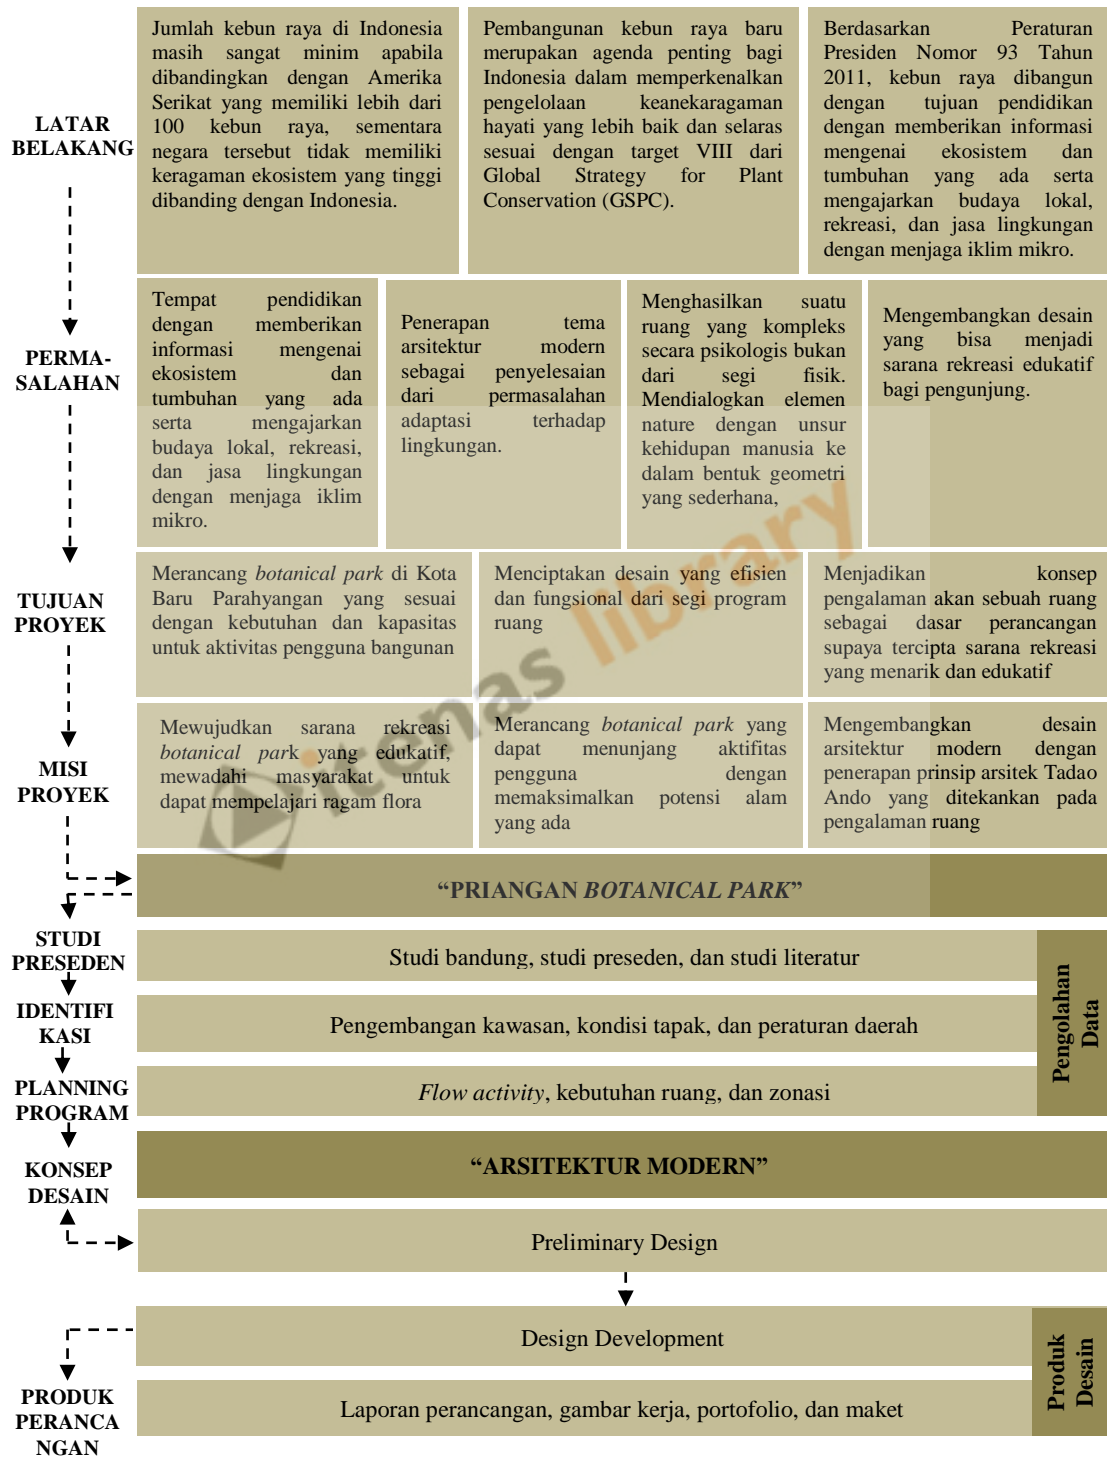 LATAR
BELAKANG
Jumlah kebun raya di Indonesia
masih sangat minim apabila
dibandingkan dengan Amerika
Serikat yang memiliki lebih dari
100 kebun raya, sementara
negara tersebut tidak memiliki
keragaman ekosistem yang tinggi
dibanding dengan Indonesia.
Pembangunan kebun raya baru
merupakan agenda penting bagi
Indonesia dalam memperkenalkan
pengelolaan keanekaragaman
hayati yang lebih baik dan selaras
sesuai dengan target VIII dari
Global Strategy for Plant
Conservation (GSPC).
Berdasarkan Peraturan
Presiden Nomor 93 Tahun
2011, kebun raya dibangun
dengan tujuan pendidikan
dengan memberikan informasi
mengenai ekosistem dan
tumbuhan yang ada serta
mengajarkan budaya lokal,
rekreasi, dan jasa lingkungan
dengan menjaga iklim mikro.
PERMA-
SALAHAN
Tempat pendidikan
dengan memberikan
informasi mengenai
ekosistem dan
tumbuhan yang ada
serta mengajarkan
budaya lokal, rekreasi,
dan jasa lingkungan
dengan menjaga iklim
mikro.
Penerapan tema
arsitektur modern
sebagai penyelesaian
dari permasalahan
adaptasi terhadap
lingkungan.
Menghasilkan suatu
ruang yang kompleks
secara psikologis bukan
dari segi fisik.
Mendialogkan elemen
nature dengan unsur
kehidupan manusia ke
dalam bentuk geometri
yang sederhana,
Mengembangkan desain
yang bisa menjadi
sarana rekreasi edukatif
bagi pengunjung.
TUJUAN
PROYEK
Merancang botanical park di Kota
Baru Parahyangan yang sesuai
dengan kebutuhan dan kapasitas
untuk aktivitas pengguna bangunan
Menciptakan desain yang efisien
dan fungsional dari segi program
ruang
Menjadikan konsep
pengalaman akan sebuah ruang
sebagai dasar perancangan
supaya tercipta sarana rekreasi
yang menarik dan edukatif
MISI
PROYEK
Mewujudkan sarana rekreasi
botanical park yang edukatif,
mewadahi masyarakat untuk
dapat mempelajari ragam flora
Merancang botanical park yang
dapat menunjang aktifitas
pengguna dengan
memaksimalkan potensi alam
yang ada
Mengembangkan desain
arsitektur modern dengan
penerapan prinsip arsitek Tadao
Ando yang ditekankan pada
pengalaman ruang
itenas library
“PRIANGAN BOTANICAL PARK”
STUDI
PRESEDEN
Studi bandung, studi preseden, dan studi literatur
IDENTIFI
KASI
Pengembangan kawasan, kondisi tapak, dan peraturan daerah
PLANNING
PROGRAM
Flow activity, kebutuhan ruang, dan zonasi
Pengolahan
Data
KONSEP
DESAIN
“ARSITEKTUR MODERN”
Preliminary Design
Design Development
PRODUK
PERANCA
NGAN
Laporan perancangan, gambar kerja, portofolio, dan maket
Produk
Desain